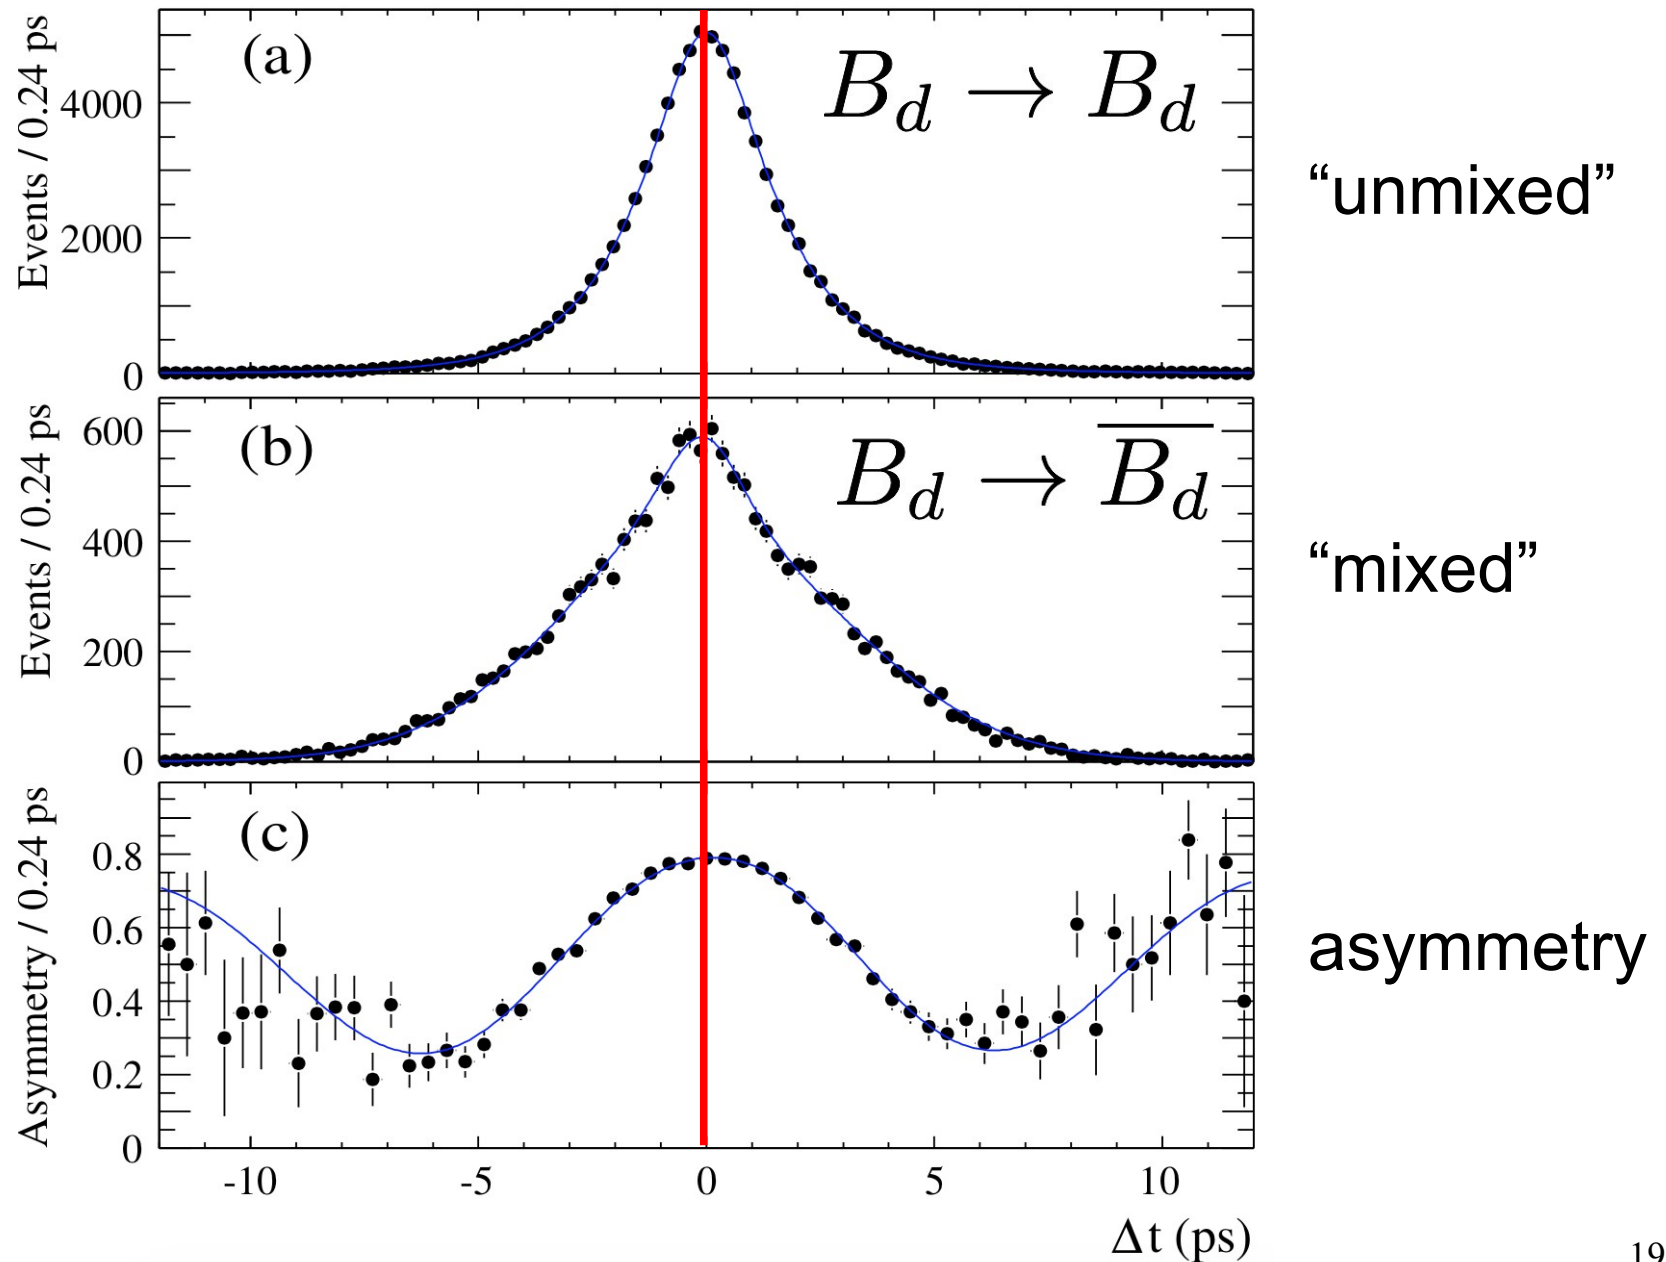 (a)
B_d → B_d
Events / 0.24 ps
4000
2000
0
“unmixed”
(b)
B_d → \overline{B_d}
Events / 0.24 ps
600
400
200
0
“mixed”
(c)
Asymmetry / 0.24 ps
0.8
0.6
0.4
0.2
0
asymmetry
-10 -5 0 5 10
Δt (ps)
19